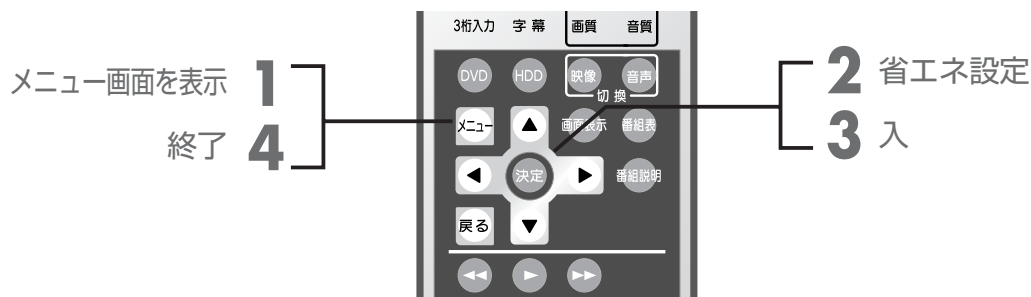 3桁入力 字幕 画質 音質
メニュー画面を表示 1
終了 4
DVD HDD 映像 音声
切換
メニュー ▲ 画面表示 番組表
◀ 決定 ▶ 番組説明
戻る ▼
◀◀ ▶ ▶▶
2 省エネ設定
3 入